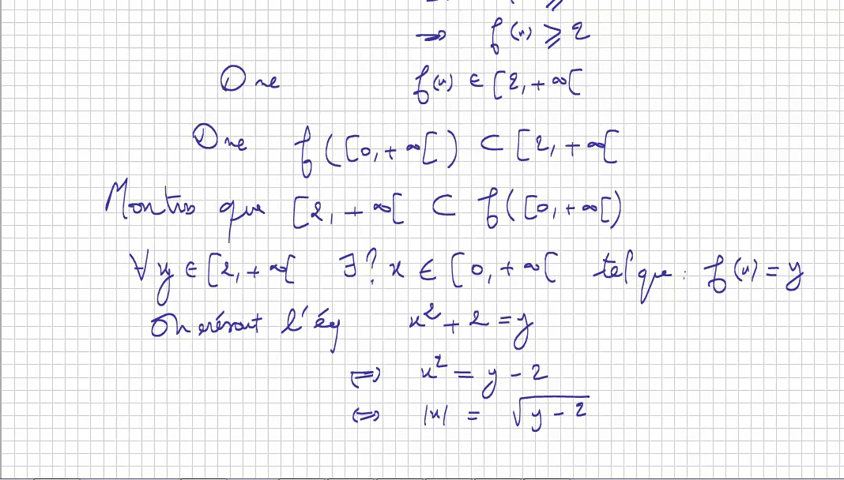 ⇒ f(x) ⩾ 2
Donc f(x) ∈ [2, +∞[
Donc f([0, +∞[) ⊂ [2, +∞[
Montrons que [2, +∞[ ⊂ f([0, +∞[)
∀y ∈ [2, +∞[ ∃? x ∈ [0, +∞[ tel que : f(x) = y
On résout l'éq x² + 2 = y
⇔ x² = y - 2
⇔ |x| = √(y - 2)